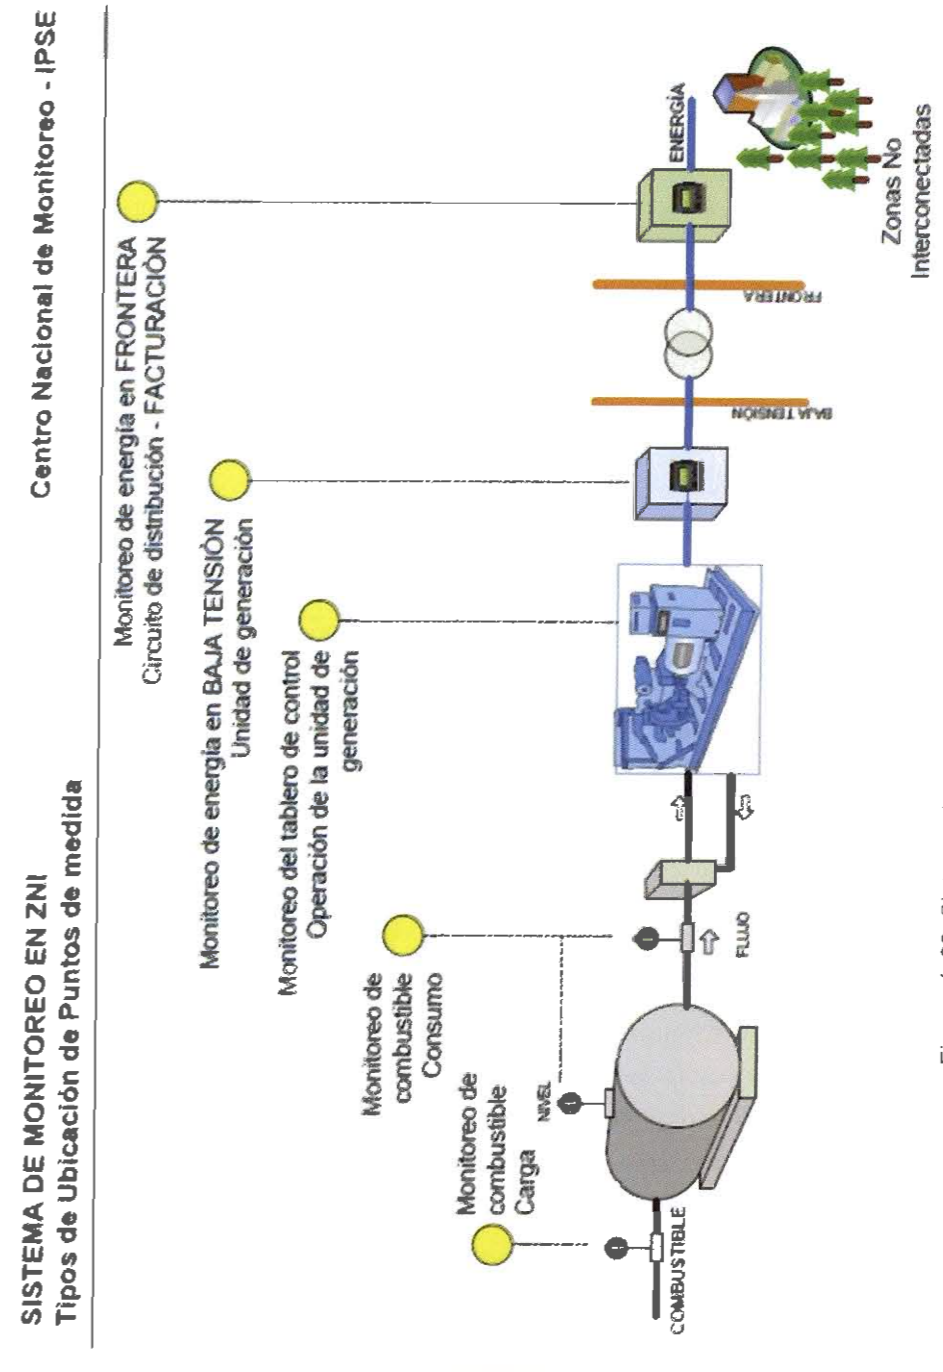 SISTEMA DE MONITOREO EN ZNI
Tipos de Ubicación de Puntos de medida
Centro Nacional de Monitoreo - IPSE
Monitoreo de energía en FRONTERA
Circuito de distribución - FACTURACIÓN
Monitoreo de energía en BAJA TENSIÓN
Unidad de generación
Monitoreo del tablero de control
Operación de la unidad de
generación
Monitoreo de
combustible
Consumo
Monitoreo de
combustible
Carga
NIVEL
COMBUSTIBLE
FLUJO
BAJA TENSIÓN
FRONTERA
ENERGÍA
Zonas No
Interconectadas